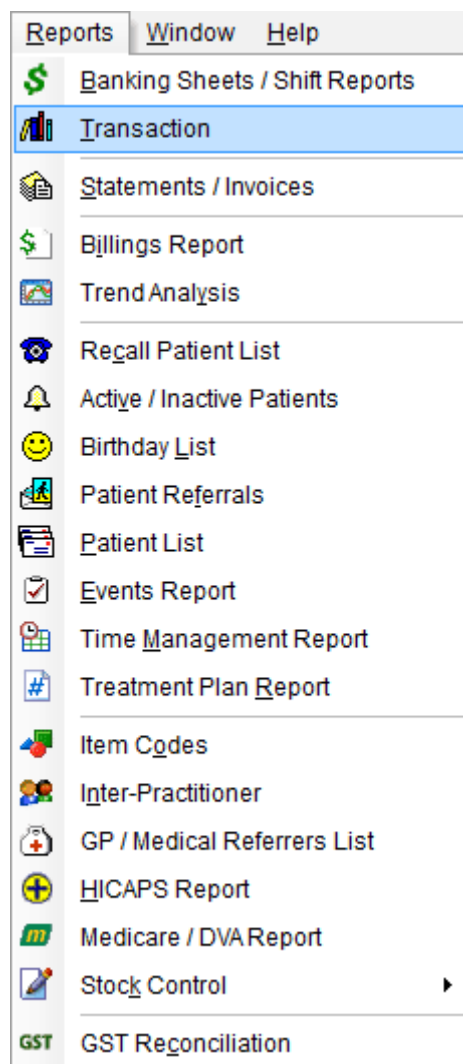 Reports Window Help
$ Banking Sheets / Shift Reports
Transaction
Statements / Invoices
$ Billings Report
Trend Analysis
Recall Patient List
Active / Inactive Patients
Birthday List
Patient Referrals
Patient List
Events Report
Time Management Report
# Treatment Plan Report
Item Codes
Inter-Practitioner
GP / Medical Referrers List
HICAPS Report
m Medicare / DVA Report
Stock Control
GST GST Reconciliation